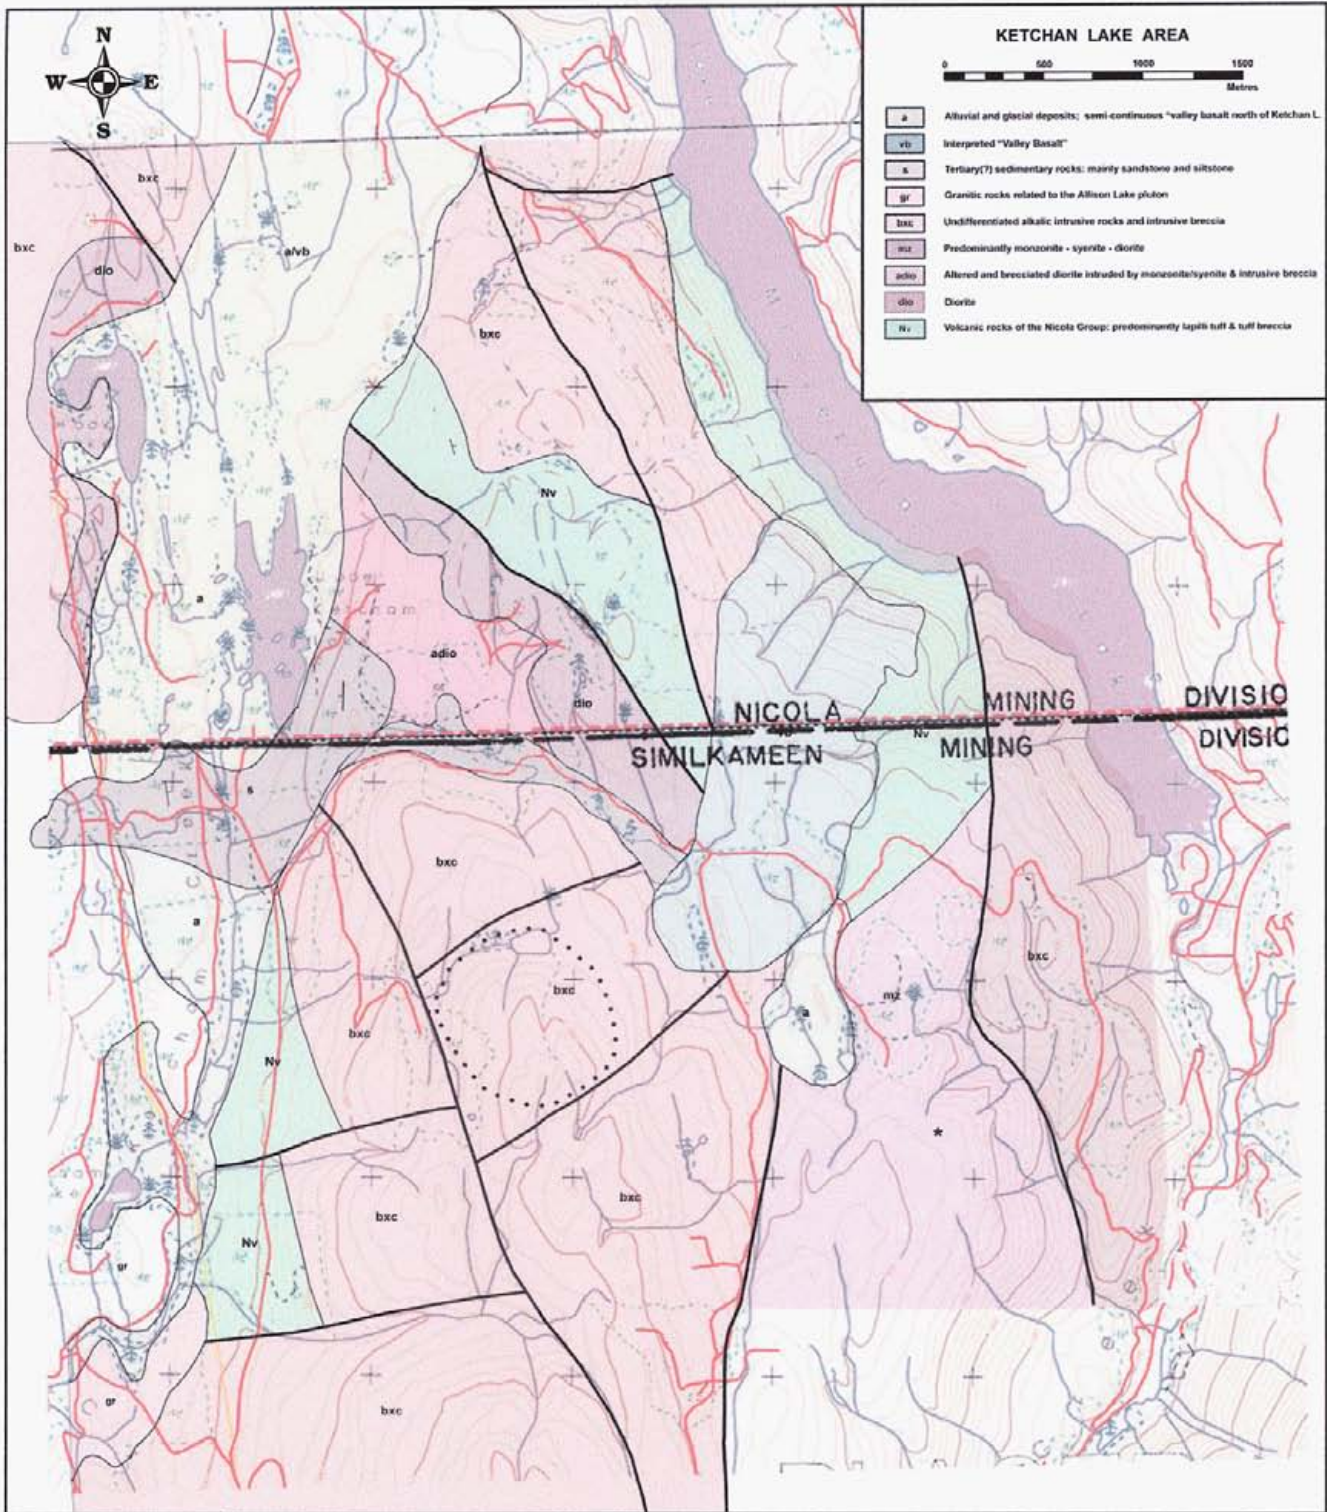 N
W E
S
KETCHAN LAKE AREA
0 500 1000 1500
Metres
a Alluvial and glacial deposits; semi-continuous "valley basalt north of Ketchan L.
vb Interpreted "Valley Basalt"
s Tertiary(?) sedimentary rocks: mainly sandstone and siltstone
gr Granitic rocks related to the Allison Lake pluton
bxc Undifferentiated alkalic intrusive rocks and intrusive breccia
mz Predominantly monzonite - syenite - diorite
adio Altered and brecciated diorite intruded by monzonite/syenite & intrusive breccia
dio Diorite
Nv Volcanic rocks of the Nicola Group: predominantly lapilli tuff & tuff breccia
bxc
bxc
a/vb
dio
bxc
Nv
a
adio
dio
NICOLA MINING DIVISIO
SIMILKAMEEN MINING DIVISIC
Nv
s
bxc
a
bxc
bxc
mz
a
bxc
Nv
*
bxc
bxc
Nv
gr
gr
bxc